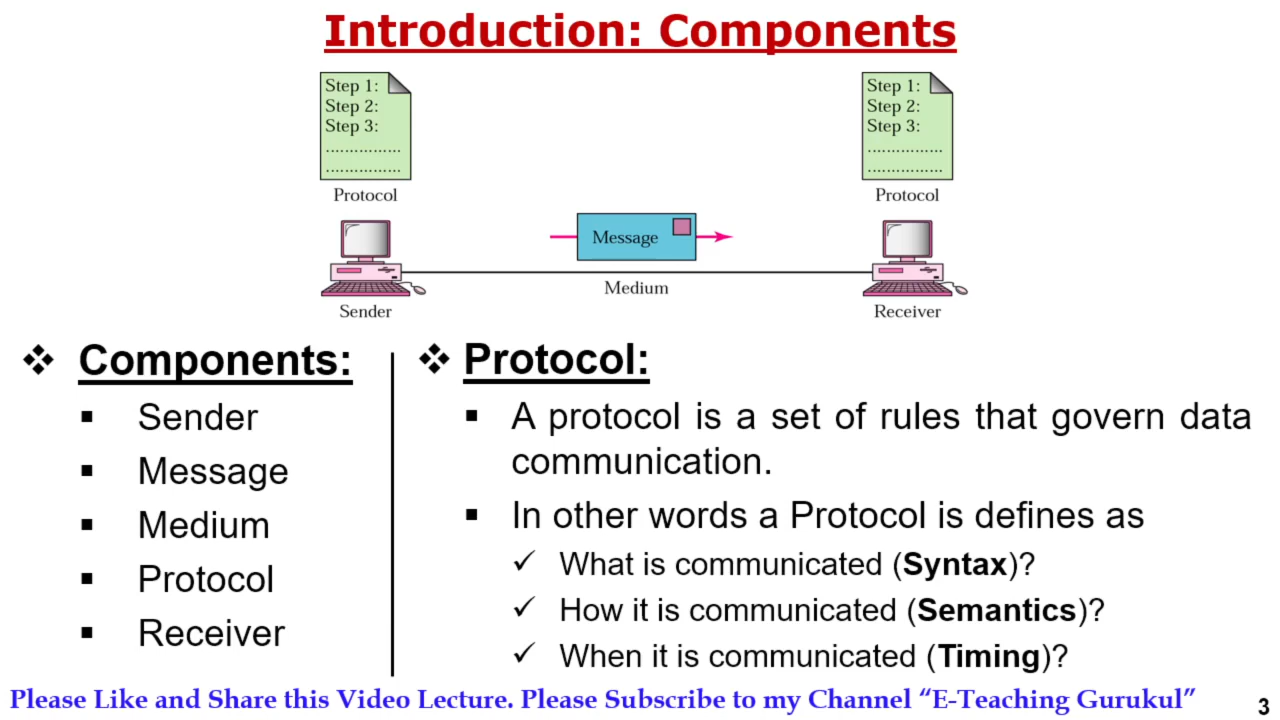 Introduction: Components
Step 1:
Step 2:
Step 3:
................
................
Protocol
Step 1:
Step 2:
Step 3:
................
................
Protocol
Message
Medium
Sender
Receiver
❖ Components:
▪ Sender
▪ Message
▪ Medium
▪ Protocol
▪ Receiver
❖ Protocol:
▪ A protocol is a set of rules that govern data
communication.
▪ In other words a Protocol is defines as
✓ What is communicated (Syntax)?
✓ How it is communicated (Semantics)?
✓ When it is communicated (Timing)?
Please Like and Share this Video Lecture. Please Subscribe to my Channel “E-Teaching Gurukul”
3